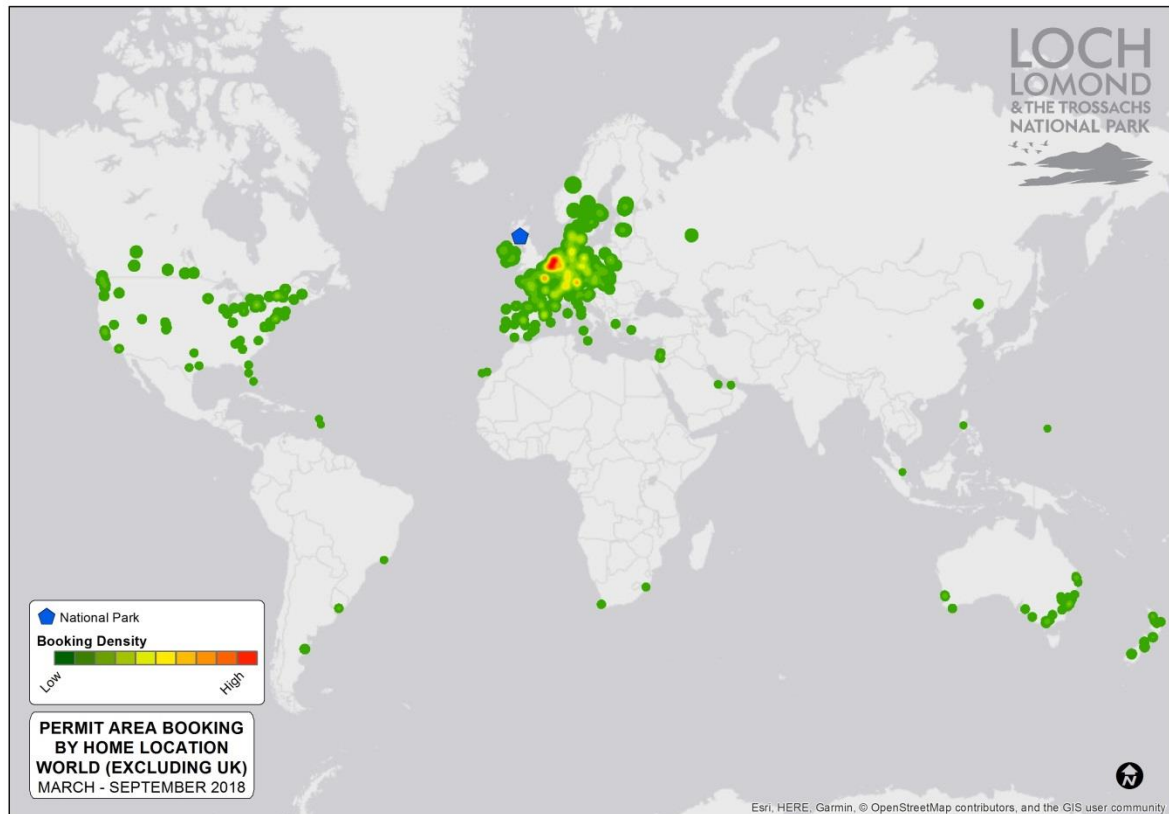 LOCH
LOMOND
& THE TROSSACHS
NATIONAL PARK
National Park
Booking Density
Low
High
PERMIT AREA BOOKING
BY HOME LOCATION
WORLD (EXCLUDING UK)
MARCH - SEPTEMBER 2018
N
Esri, HERE, Garmin, © OpenStreetMap contributors, and the GIS user community